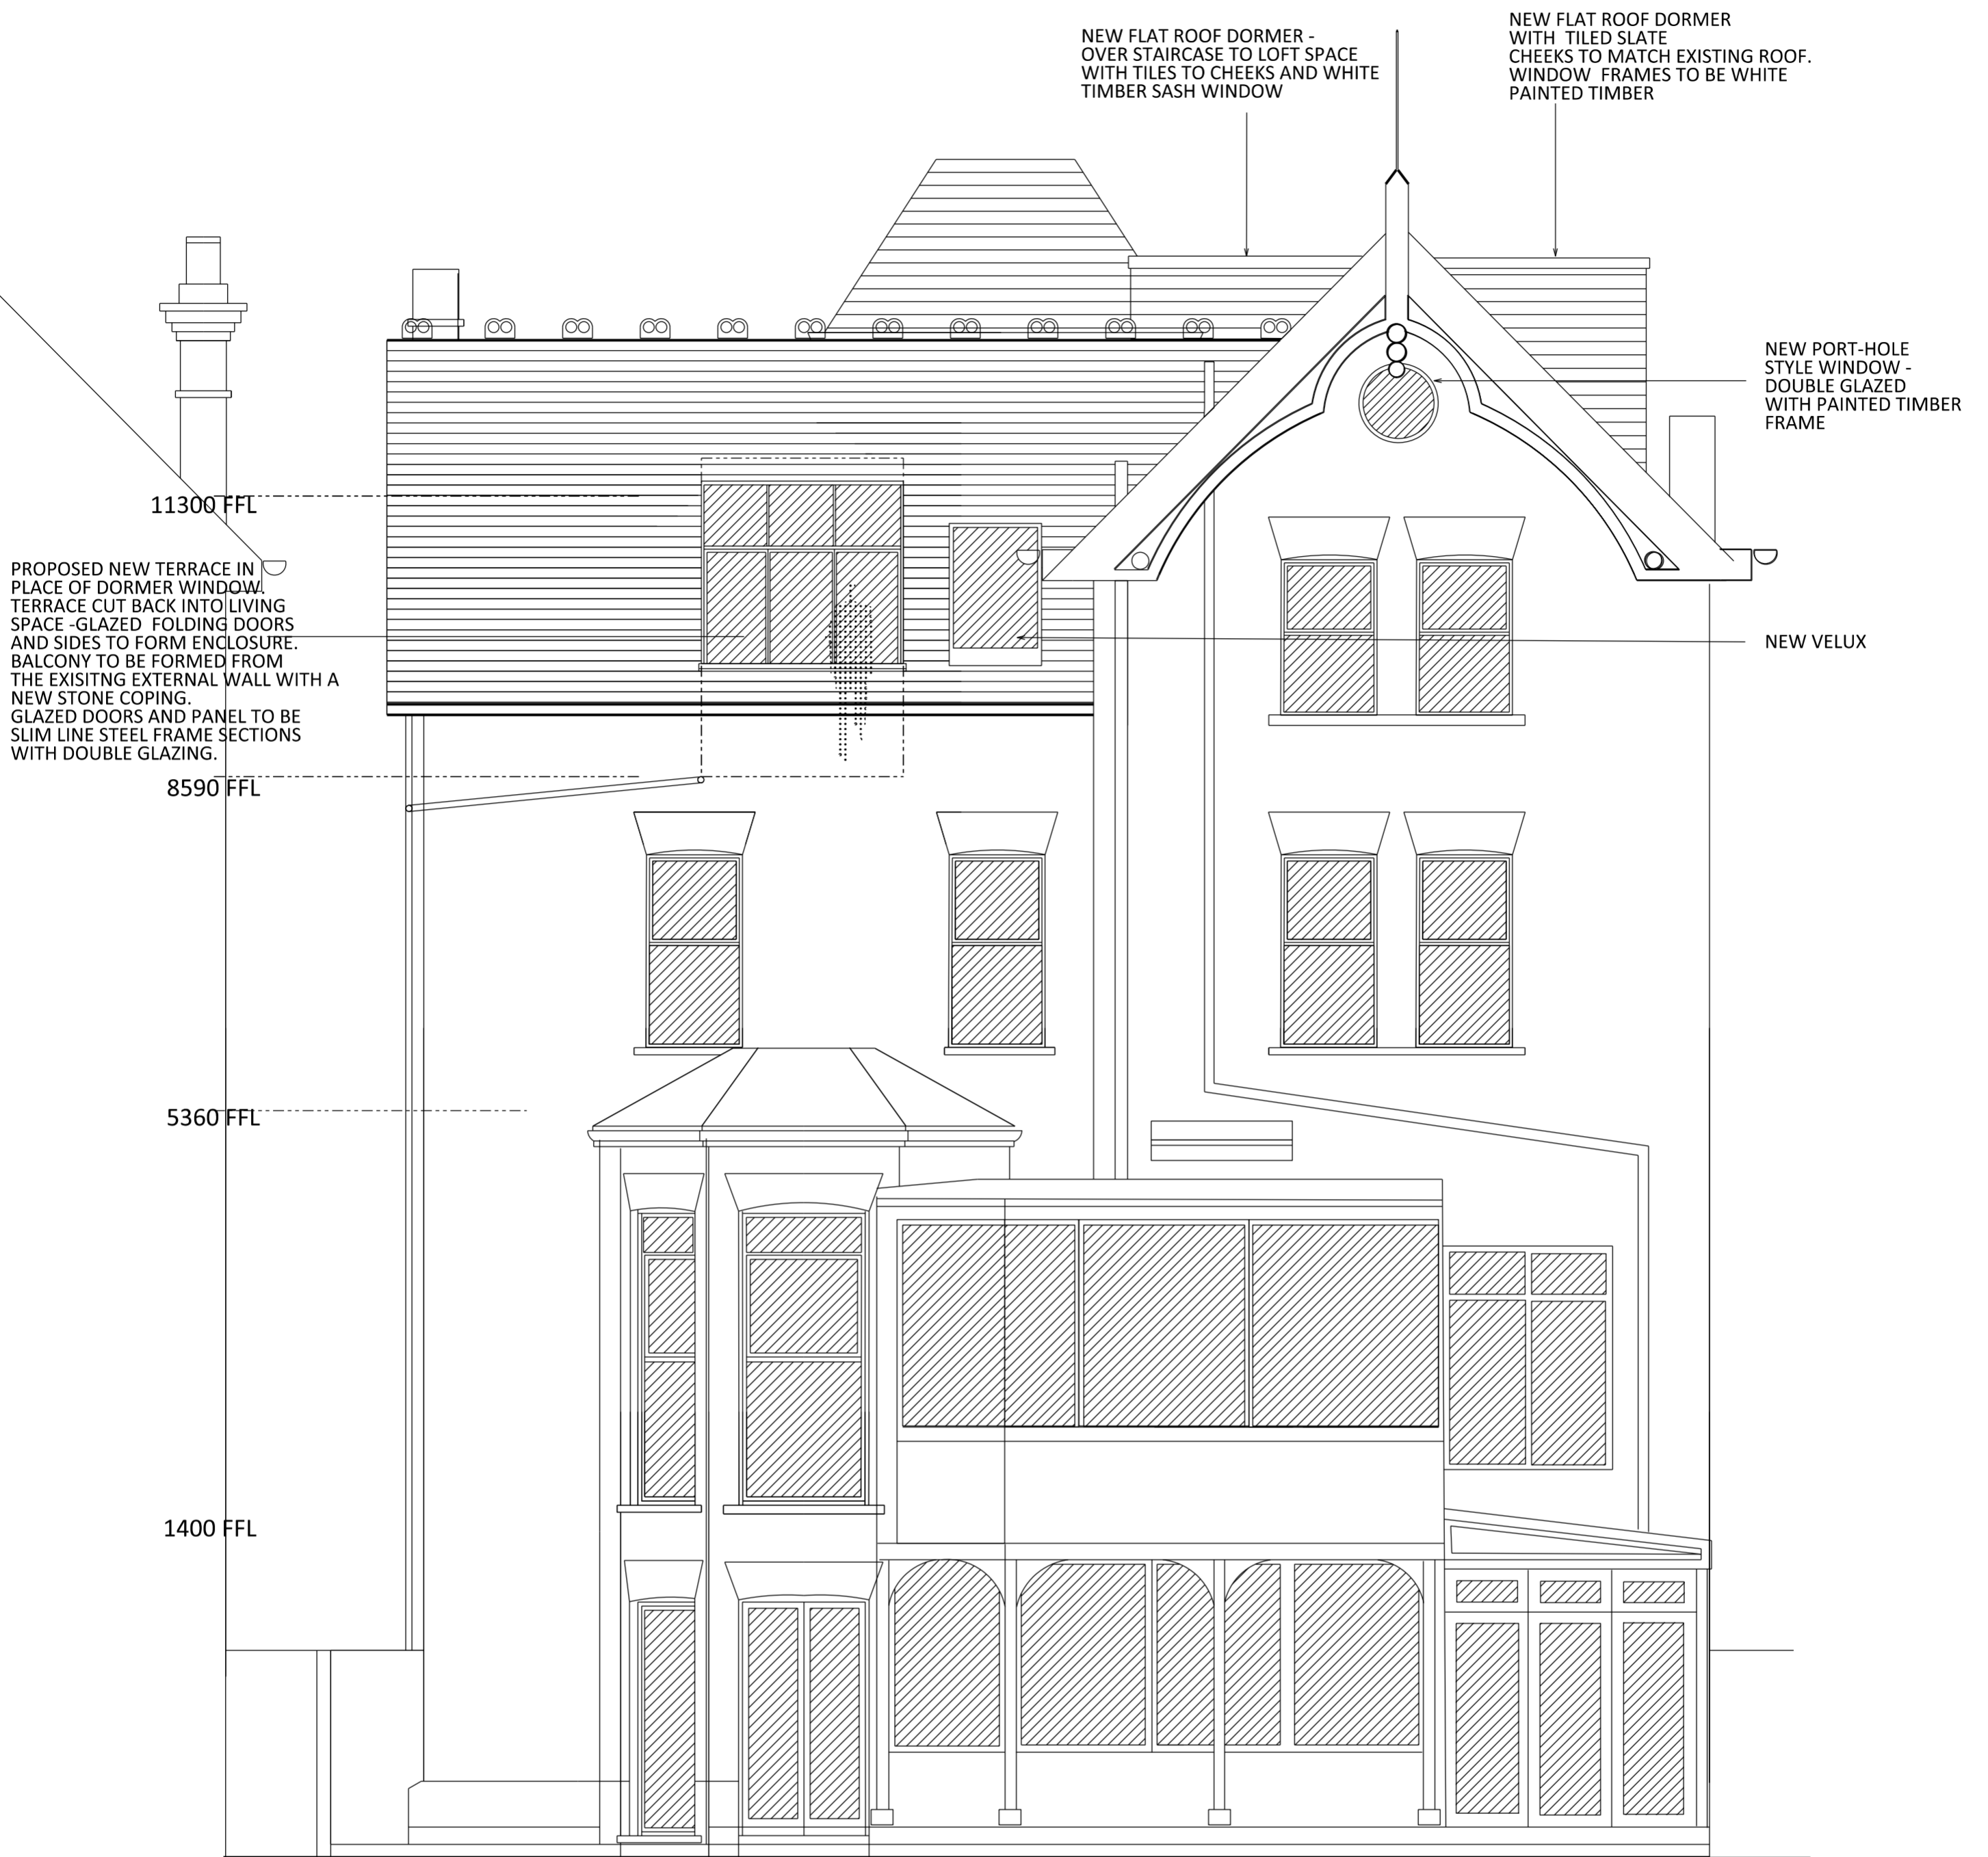 NEW FLAT ROOF DORMER -
OVER STAIRCASE TO LOFT SPACE
WITH TILES TO CHEEKS AND WHITE
TIMBER SASH WINDOW
NEW FLAT ROOF DORMER
WITH TILED SLATE
CHEEKS TO MATCH EXISTING ROOF.
WINDOW FRAMES TO BE WHITE
PAINTED TIMBER
NEW PORT-HOLE
STYLE WINDOW -
DOUBLE GLAZED
WITH PAINTED TIMBER
FRAME
11300 FFL
PROPOSED NEW TERRACE IN
PLACE OF DORMER WINDOW.
TERRACE CUT BACK INTO LIVING
SPACE -GLAZED FOLDING DOORS
AND SIDES TO FORM ENCLOSURE.
BALCONY TO BE FORMED FROM
THE EXISITNG EXTERNAL WALL WITH A
NEW STONE COPING.
GLAZED DOORS AND PANEL TO BE
SLIM LINE STEEL FRAME SECTIONS
WITH DOUBLE GLAZING.
NEW VELUX
8590 FFL
5360 FFL
1400 FFL